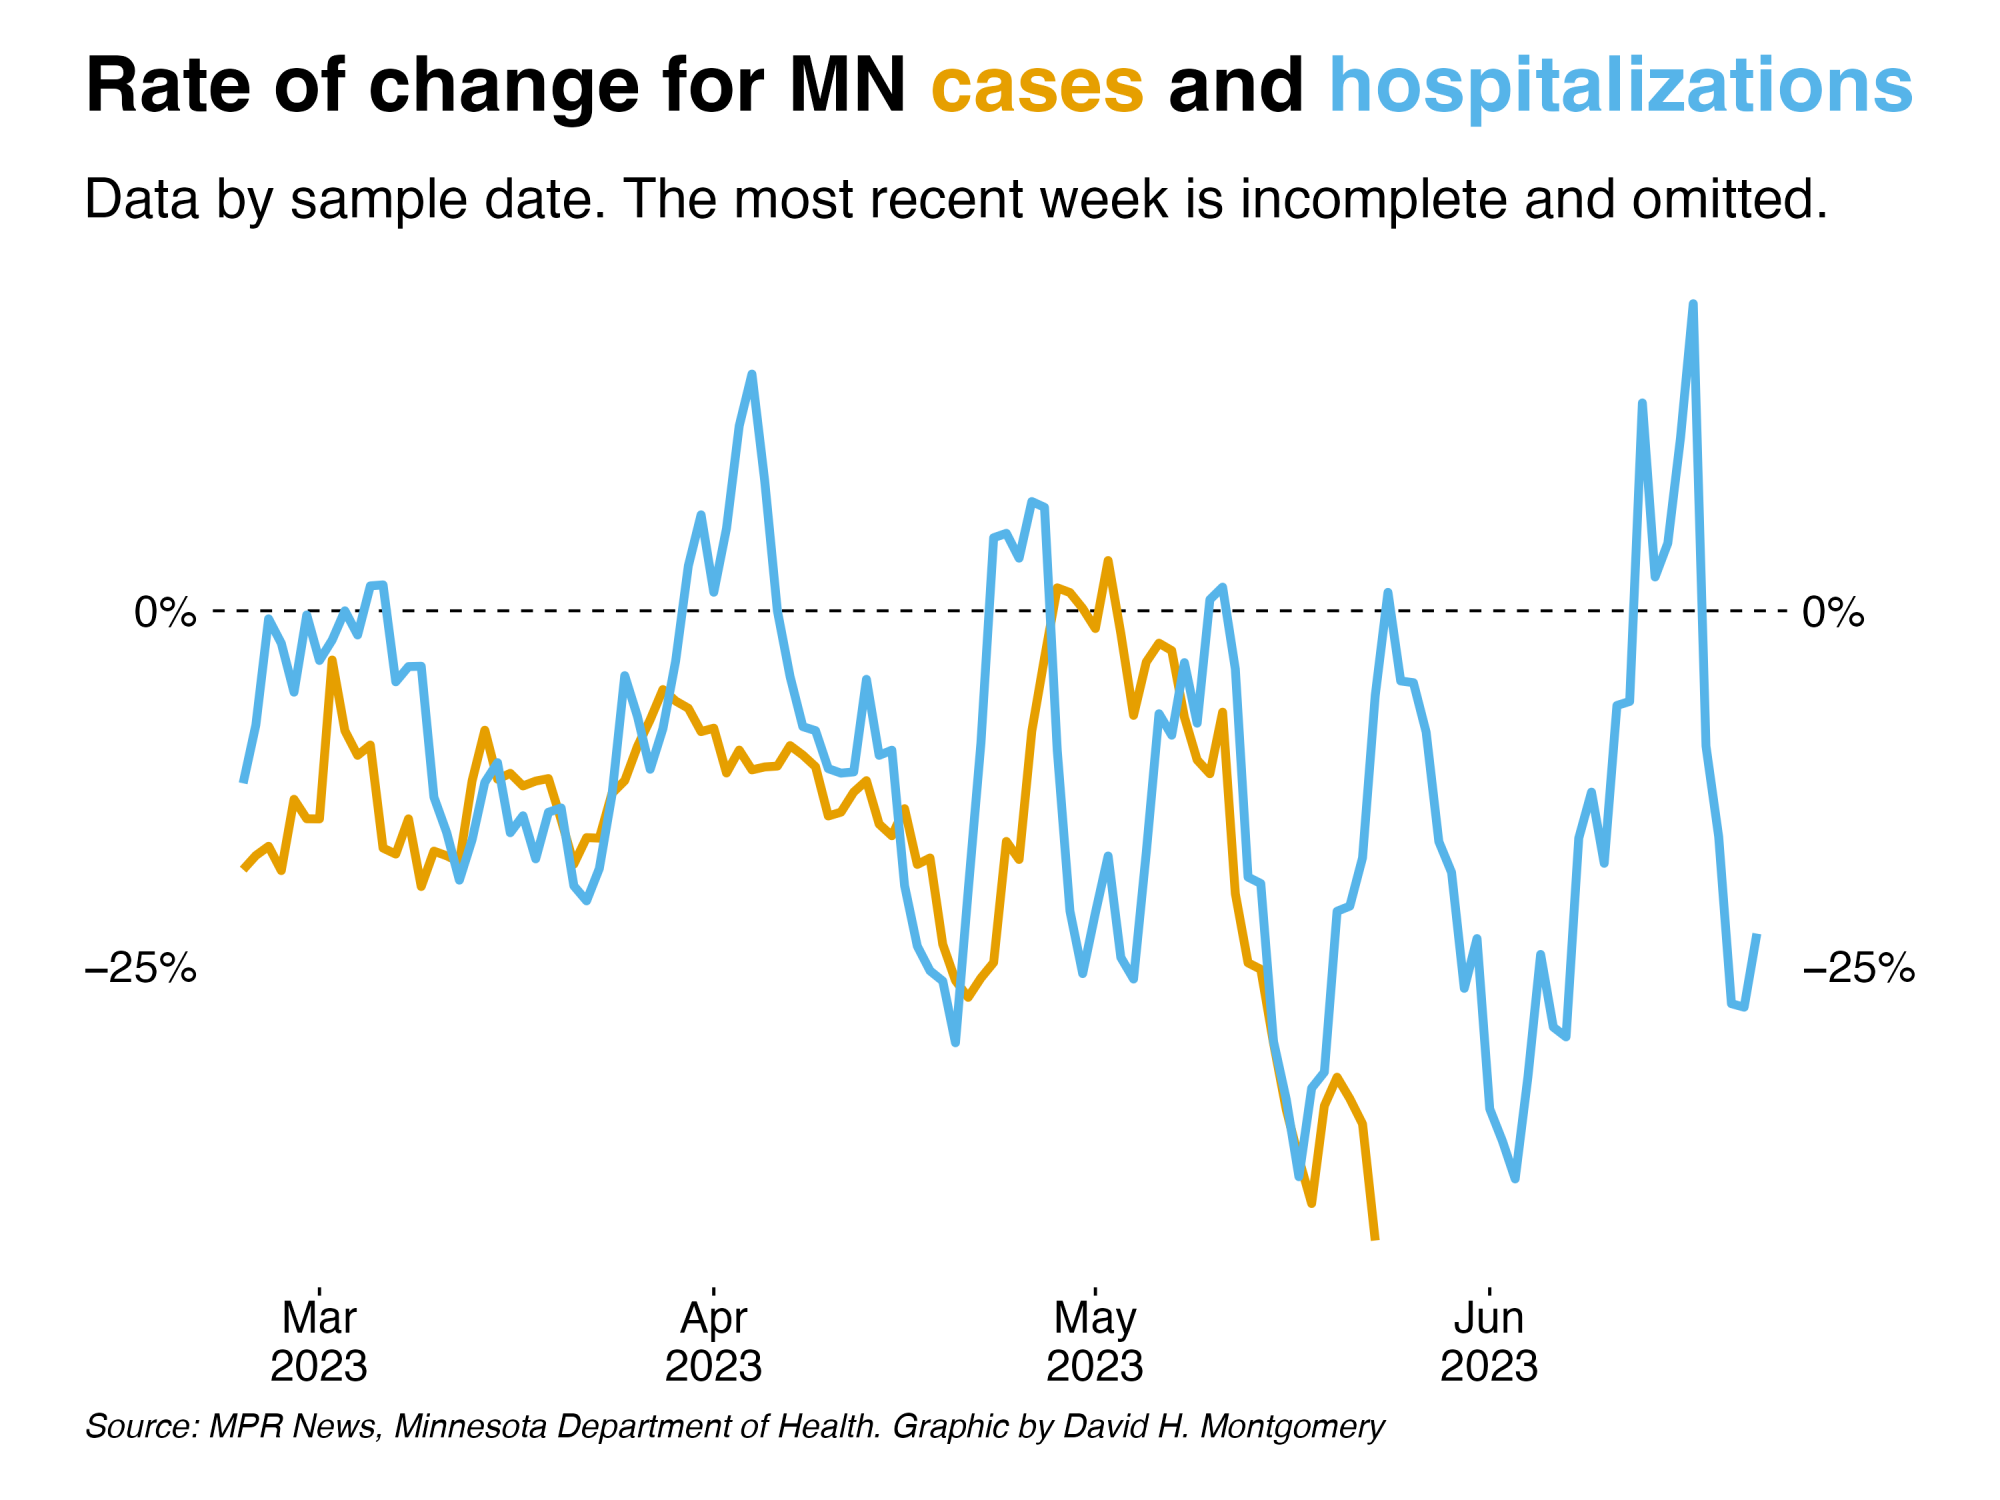 Rate of change for MN cases and hospitalizations
Data by sample date. The most recent week is incomplete and omitted.
0% 0%
−25% −25%
Mar Apr May Jun
2023 2023 2023 2023
Source: MPR News, Minnesota Department of Health. Graphic by David H. Montgomery